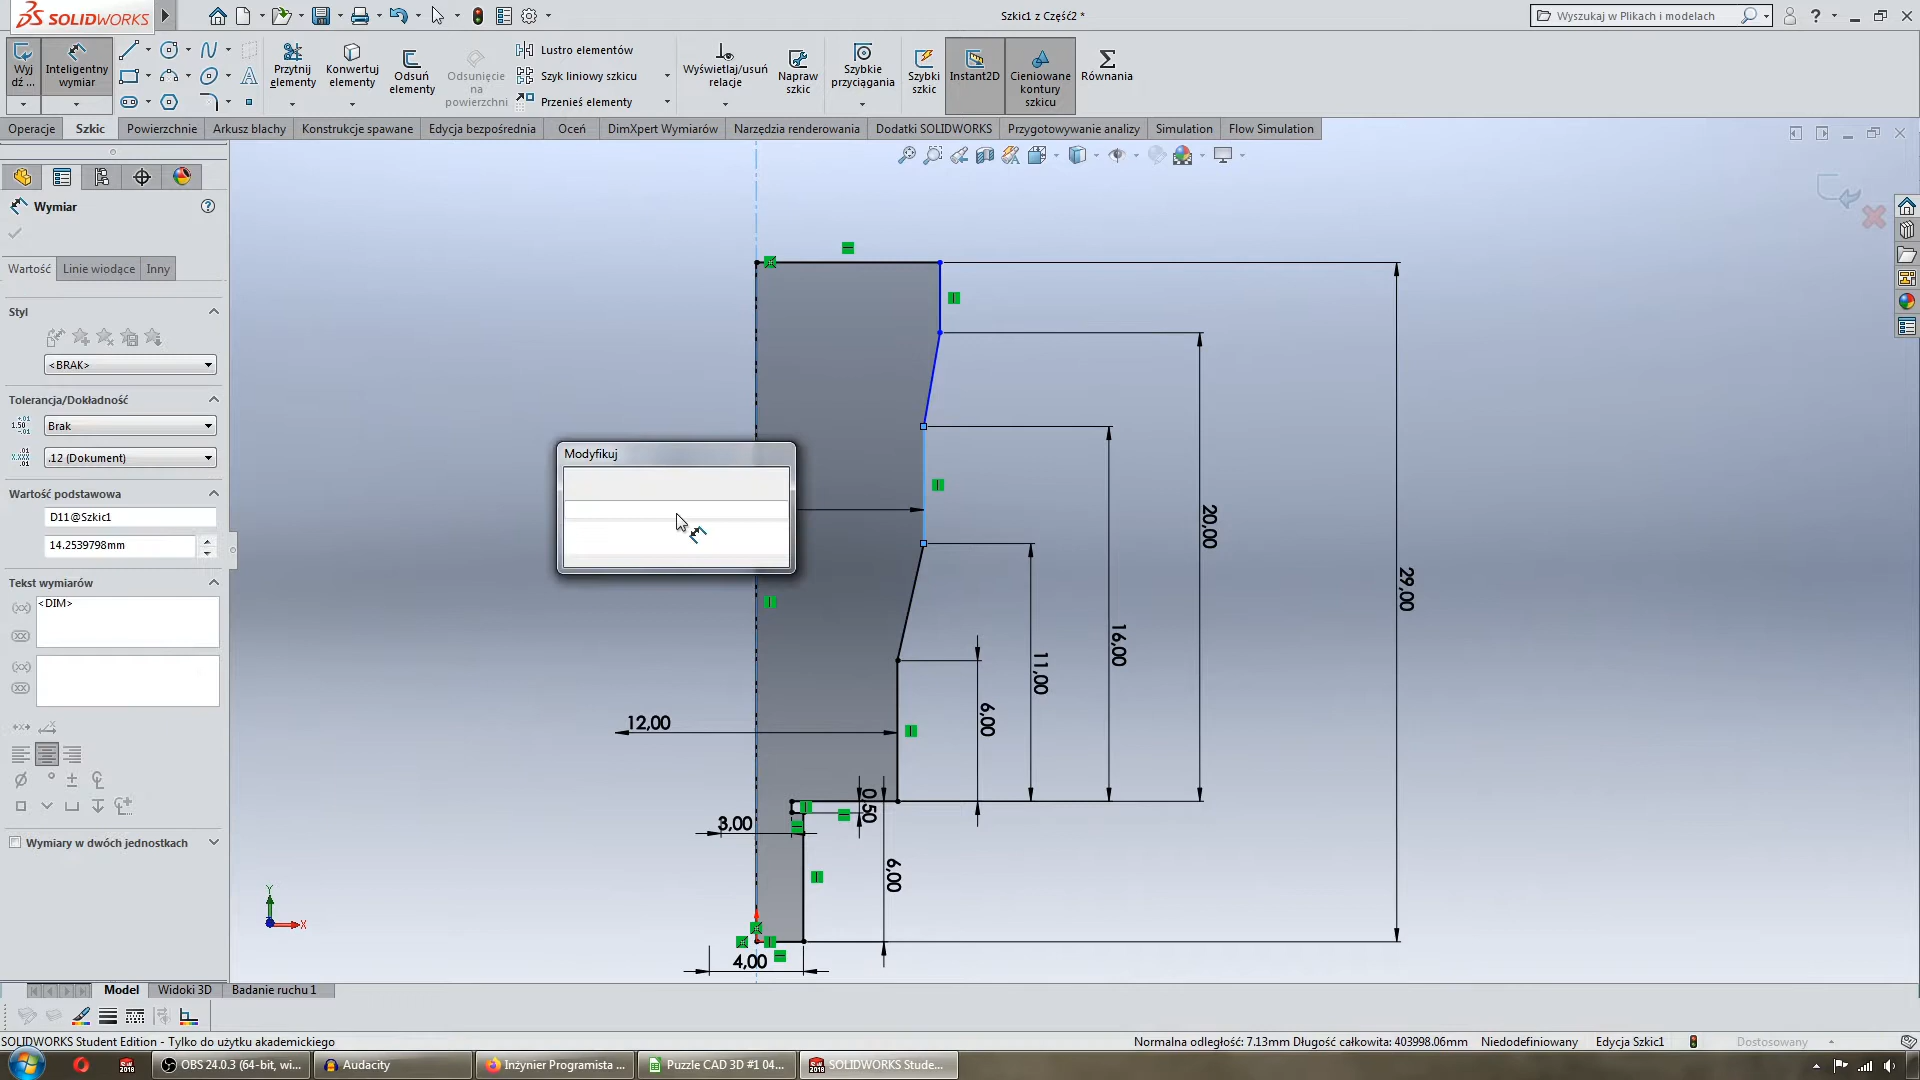 SOLIDWORKS
Szkic1 z Część2 *
Wyszukaj w Plikach i modelach
Wyj dź ...
Inteligentny wymiar
Przytnij elementy
Konwertuj elementy
Odsuń elementy
Odsunięcie na powierzchni
Lustro elementów
Szyk liniowy szkicu
Przenieś elementy
Wyświetlaj/usuń relacje
Napraw szkic
Szybkie przyciągania
Szybki szkic
Instant2D
Cieniowane kontury szkicu
Równania
Operacje
Szkic
Powierzchnie
Arkusz blachy
Konstrukcje spawane
Edycja bezpośrednia
Oceń
DimXpert Wymiarów
Narzędzia renderowania
Dodatki SOLIDWORKS
Przygotowywanie analizy
Simulation
Flow Simulation
Wymiar
Wartość
Linie wiodące
Inny
Styl
<BRAK>
Tolerancja/Dokładność
Brak
.12 (Dokument)
Wartość podstawowa
D11@Szkic1
14.2539798mm
Tekst wymiarów
<DIM>
Wymiary w dwóch jednostkach
Modyfikuj
20,00
29,00
16,00
11,00
6,00
12,00
0,50
3,00
6,00
4,00
Y
X
Model
Widoki 3D
Badanie ruchu 1
SOLIDWORKS Student Edition - Tylko do użytku akademickiego
Normalna odległość: 7.13mm Długość całkowita: 403998.06mm
Niedodefiniowany
Edycja Szkic1
Dostosowany
OBS 24.0.3 (64-bit, wi...
Audacity
Inżynier Programista ...
Puzzle CAD 3D #1 04...
SOLIDWORKS Stude...